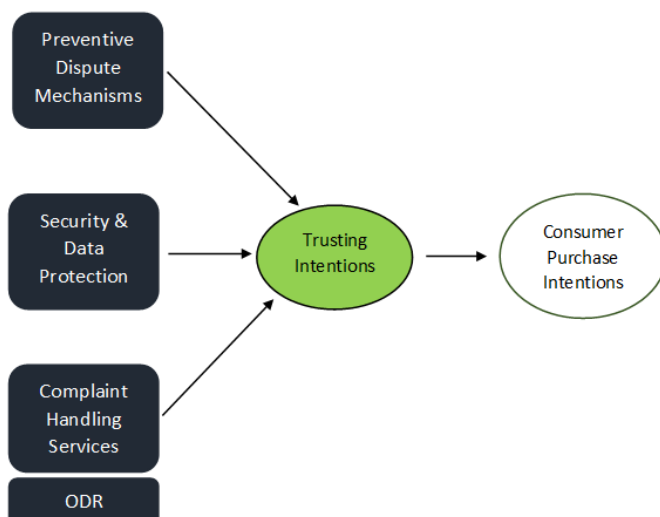 Preventive
Dispute
Mechanisms
Security &
Data
Protection
Trusting
Intentions
Consumer
Purchase
Intentions
Complaint
Handling
Services
ODR